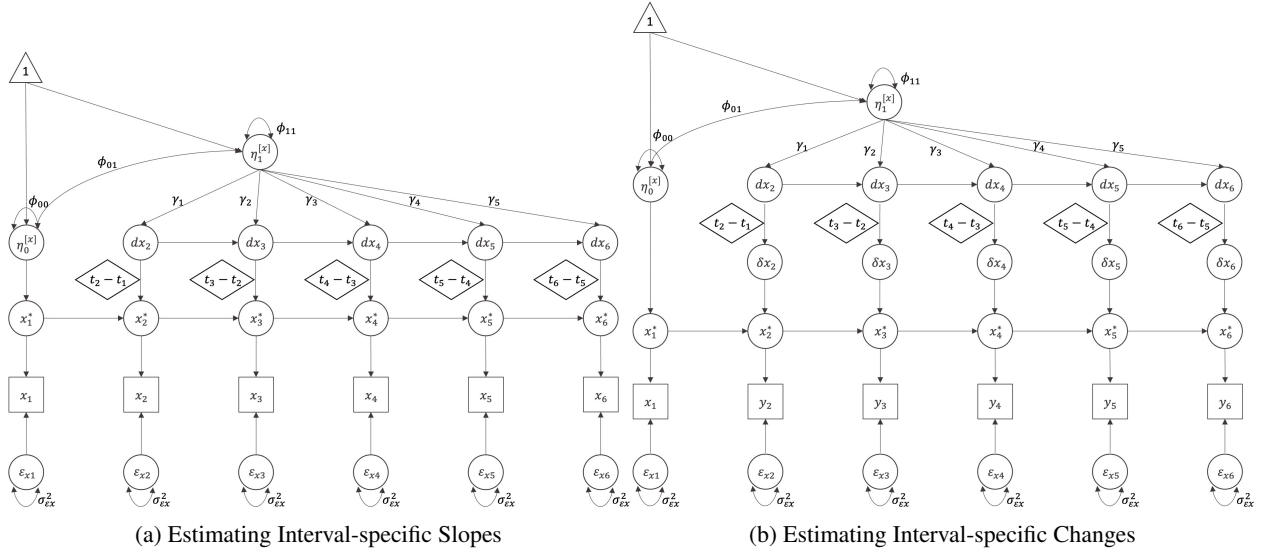 1
ϕ₁₁
η₁^[x]
ϕ₀₁
ϕ₀₀
γ₁ γ₂ γ₃ γ₄ γ₅
η₀^[x] dx₂ dx₃ dx₄ dx₅ dx₆
t₂ − t₁ t₃ − t₂ t₄ − t₃ t₅ − t₄ t₆ − t₅
x₁* x₂* x₃* x₄* x₅* x₆*
x₁ x₂ x₃ x₄ x₅ x₆
εₓ₁ εₓ₂ εₓ₃ εₓ₄ εₓ₅ εₓ₆
σ²εx σ²εx σ²εx σ²εx σ²εx σ²εx
(a) Estimating Interval-specific Slopes
1
ϕ₁₁
η₁^[x]
ϕ₀₁
ϕ₀₀
γ₁ γ₂ γ₃ γ₄ γ₅
η₀^[x] dx₂ dx₃ dx₄ dx₅ dx₆
t₂ − t₁ t₃ − t₂ t₄ − t₃ t₅ − t₄ t₆ − t₅
δx₂ δx₃ δx₄ δx₅ δx₆
x₁* x₂* x₃* x₄* x₅* x₆*
x₁ y₂ y₃ y₄ y₅ y₆
εₓ₁ εₓ₂ εₓ₃ εₓ₄ εₓ₅ εₓ₆
σ²εx σ²εx σ²εx σ²εx σ²εx σ²εx
(b) Estimating Interval-specific Changes